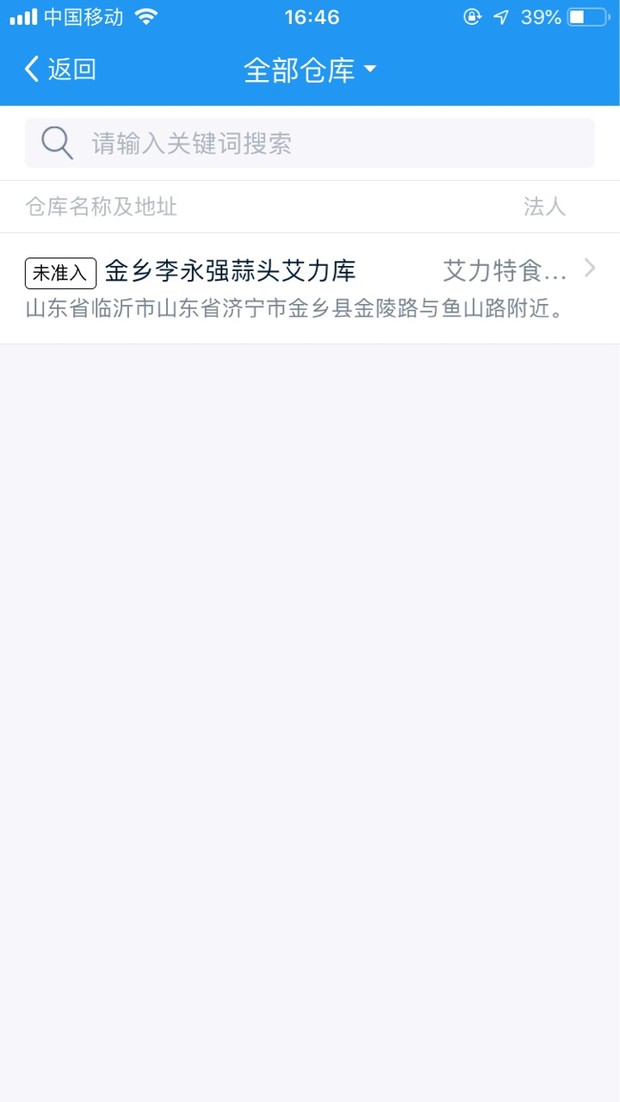 中国移动 16:46 39%
返回 全部仓库
请输入关键词搜索
仓库名称及地址 法人
未准入 金乡李永强蒜头艾力库 艾力特食...
山东省临沂市山东省济宁市金乡县金陵路与鱼山路附近。